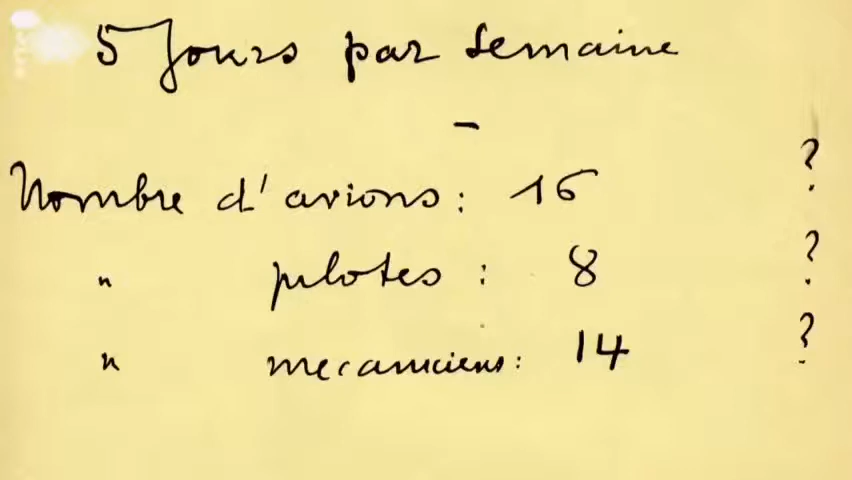 5 Jours par semaine
-
Nombre d'avions: 16 ?
" pilotes: 8 ?
" mecaniciens: 14 ?